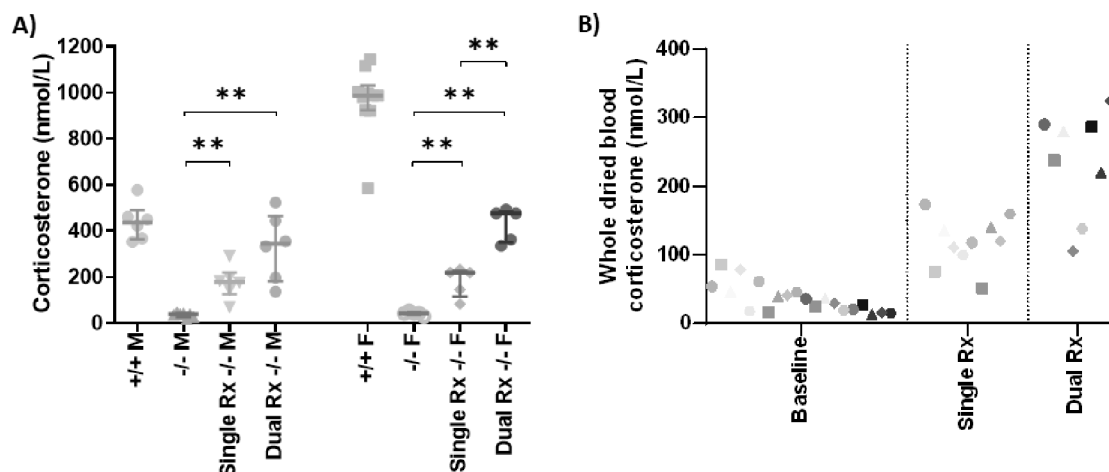 A)
Corticosterone (nmol/L)
1200
1000
800
600
400
200
0
**
**
**
**
**
+/+ M
-/- M
Single Rx -/- M
Dual Rx -/- M
+/+ F
-/- F
Single Rx -/- F
Dual Rx -/- F
B)
Whole dried blood
corticosterone (nmol/L)
400
300
200
100
0
Baseline
Single Rx
Dual Rx